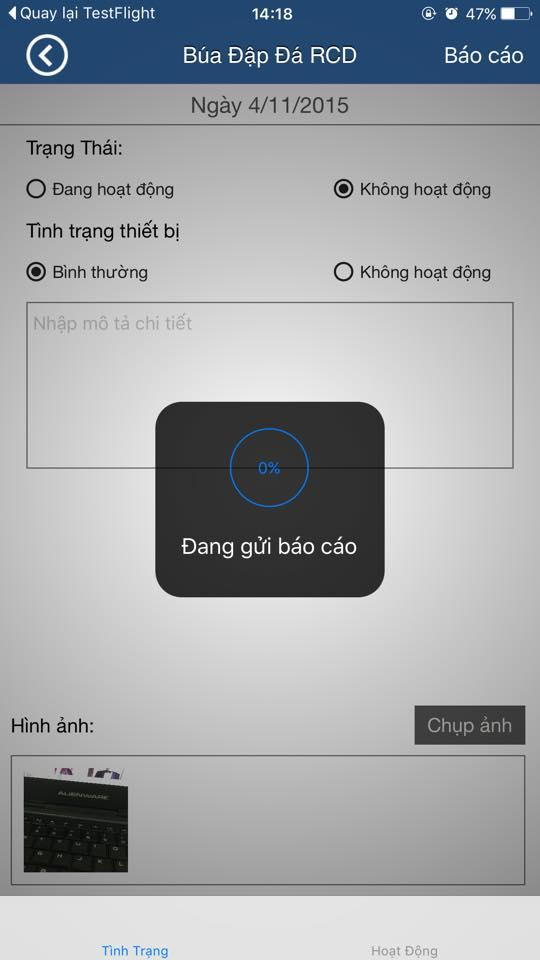 Quay lại TestFlight 14:18 47%
Búa Đập Đá RCD Báo cáo
Ngày 4/11/2015
Trạng Thái:
Đang hoạt động Không hoạt động
Tình trạng thiết bị
Bình thường Không hoạt động
Nhập mô tả chi tiết
0%
Đang gửi báo cáo
Hình ảnh: Chụp ảnh
ALIENWARE
Tình Trạng Hoạt Động